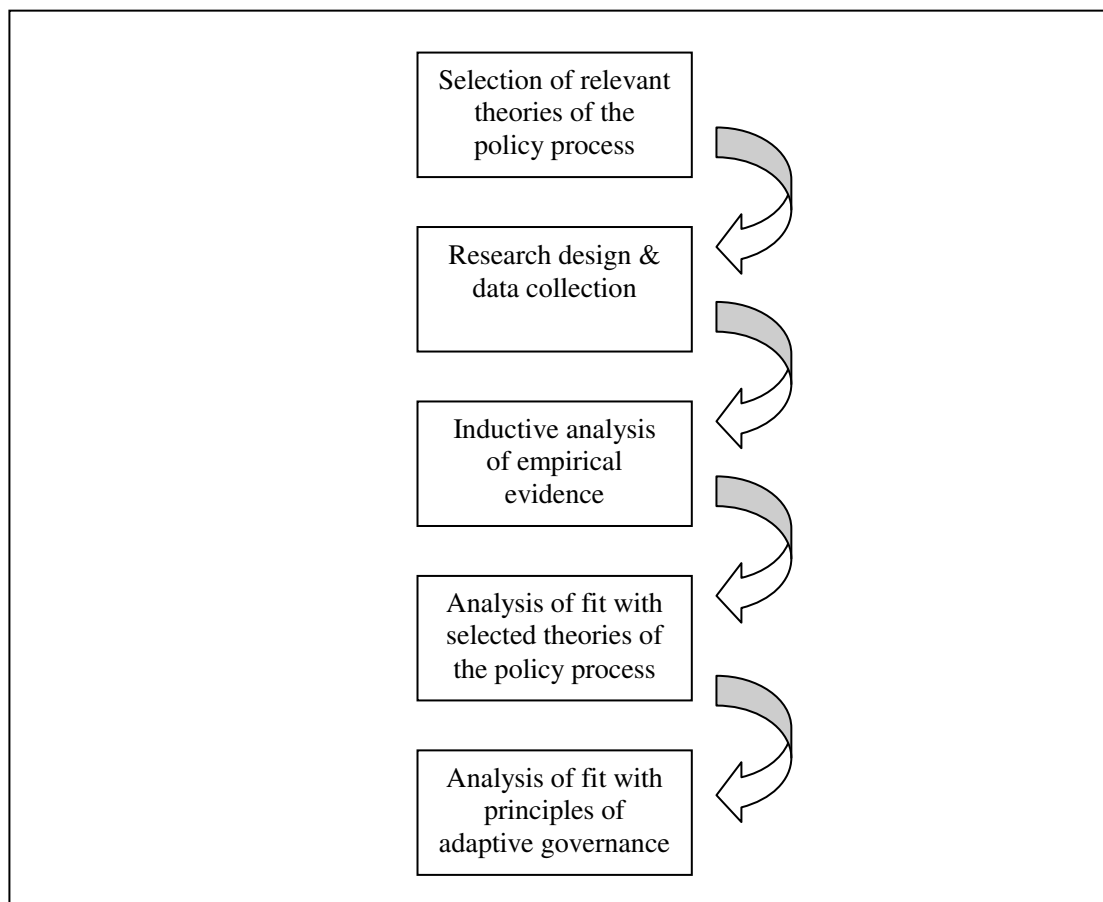 Selection of relevant
theories of the
policy process
Research design &
data collection
Inductive analysis
of empirical
evidence
Analysis of fit with
selected theories of
the policy process
Analysis of fit with
principles of
adaptive governance